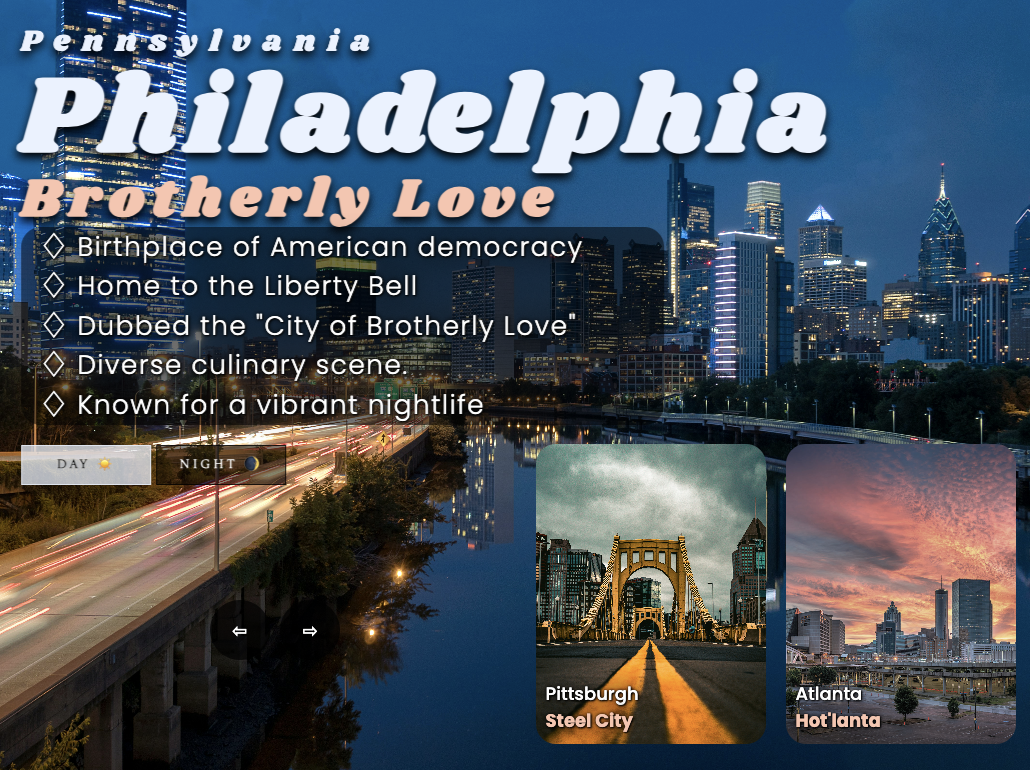 Pennsylvania
Philadelphia
Brotherly Love
◇ Birthplace of American democracy
◇ Home to the Liberty Bell
◇ Dubbed the "City of Brotherly Love"
◇ Diverse culinary scene.
◇ Known for a vibrant nightlife
DAY ☀️
NIGHT 🌒
⇦ ⇨
Pittsburgh
Steel City
Atlanta
Hot'lanta